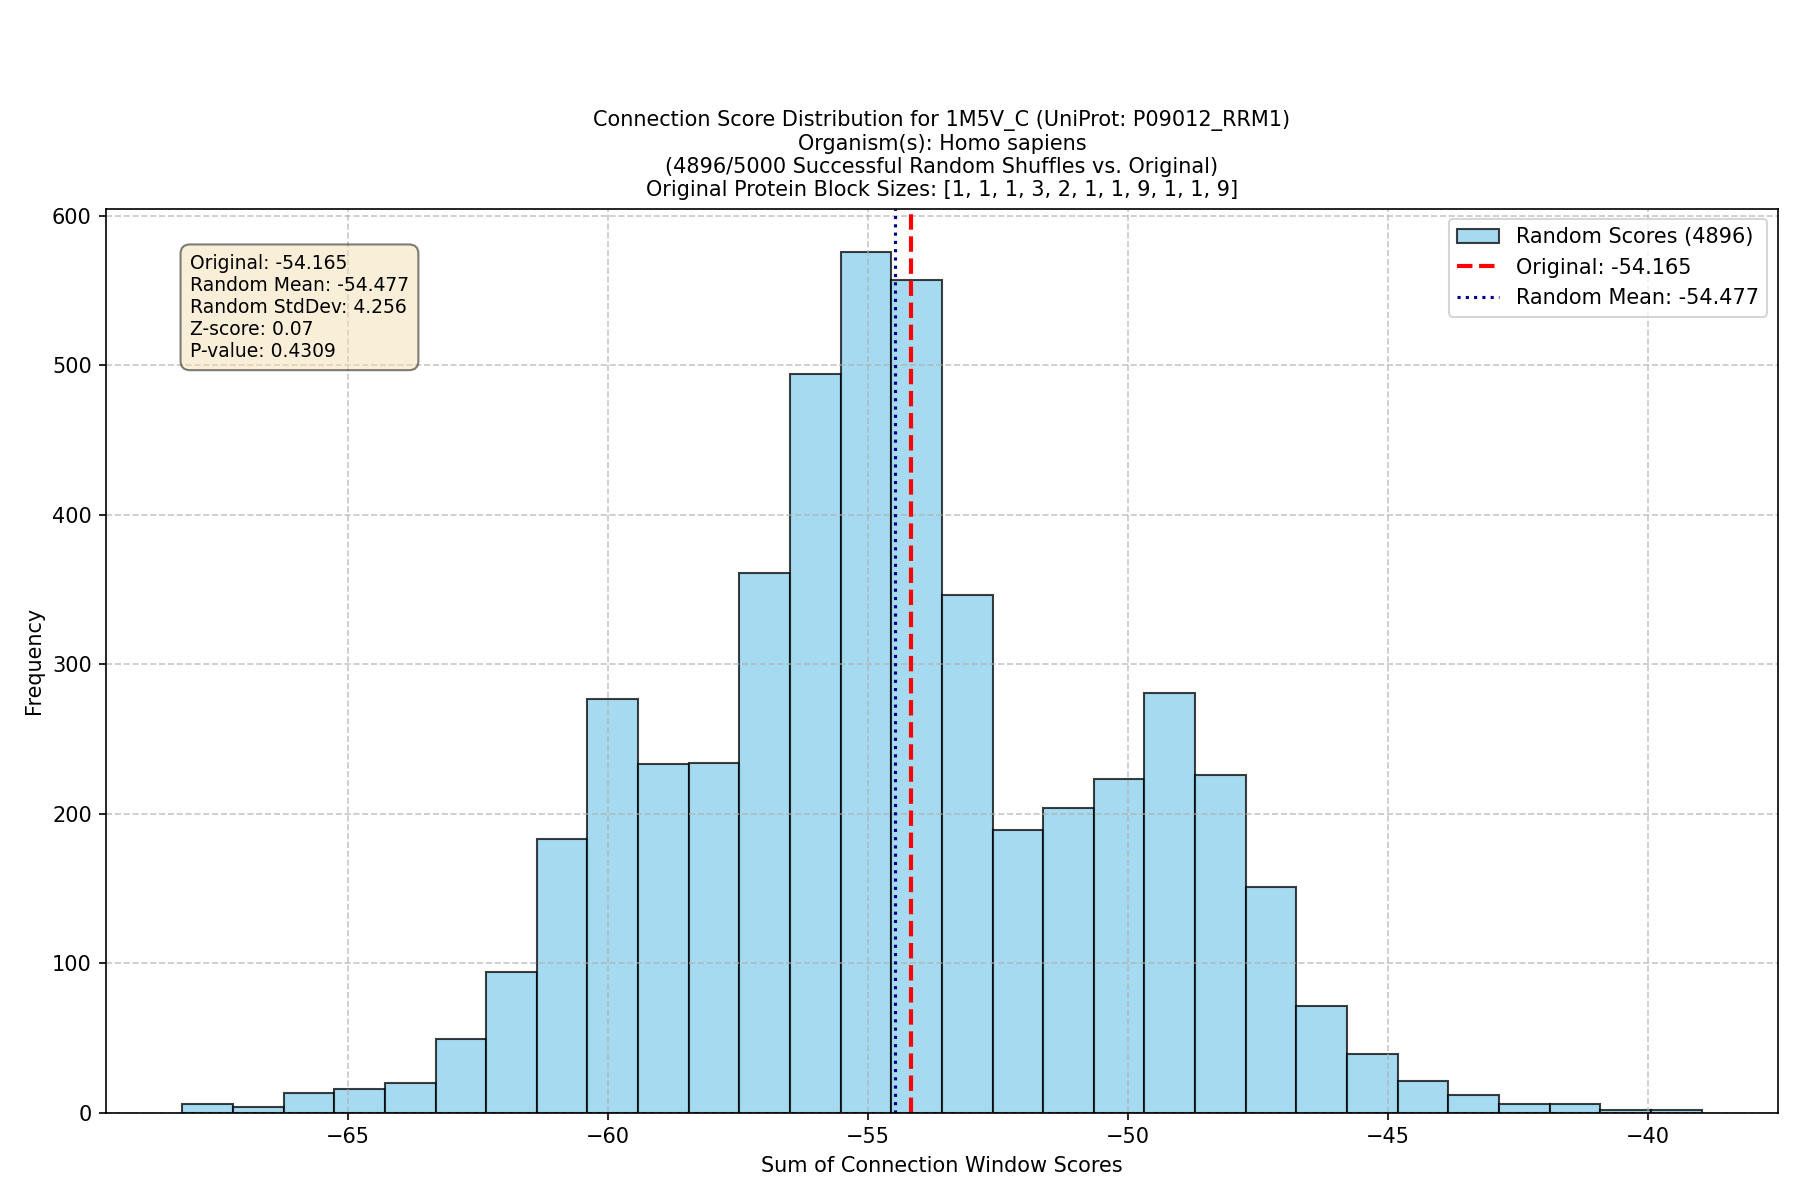 Connection Score Distribution for 1M5V_C (UniProt: P09012_RRM1)
Organism(s): Homo sapiens
(4896/5000 Successful Random Shuffles vs. Original)
Original Protein Block Sizes: [1, 1, 1, 3, 2, 1, 1, 9, 1, 1, 9]
Original: -54.165
Random Mean: -54.477
Random StdDev: 4.256
Z-score: 0.07
P-value: 0.4309
Random Scores (4896)
Original: -54.165
Random Mean: -54.477
Frequency
600
500
400
300
200
100
0
−65
−60
−55
−50
−45
−40
Sum of Connection Window Scores